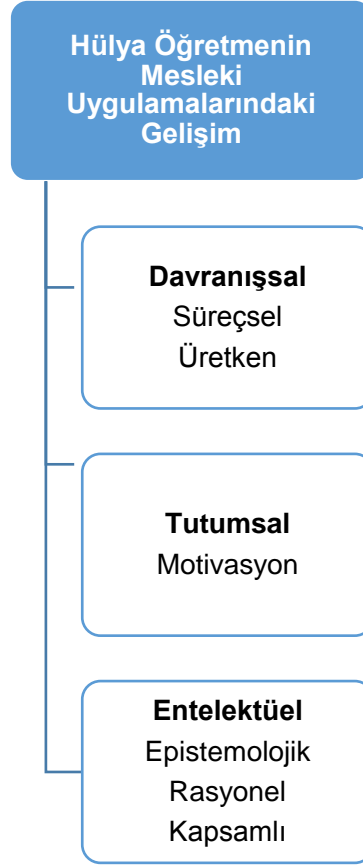 Hülya Öğretmenin
Mesleki
Uygulamalarındaki
Gelişim
Davranışsal
Süreçsel
Üretken
Tutumsal
Motivasyon
Entelektüel
Epistemolojik
Rasyonel
Kapsamlı